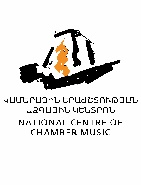 ԿԱՄԵՐԱՅԻՆ ԵՐԱԺՇՏՈՒԹՅԱՆ
ԱԶԳԱՅԻՆ ԿԵՆՏՐՈՆ
NATIONAL CENTRE OF
CHAMBER MUSIC